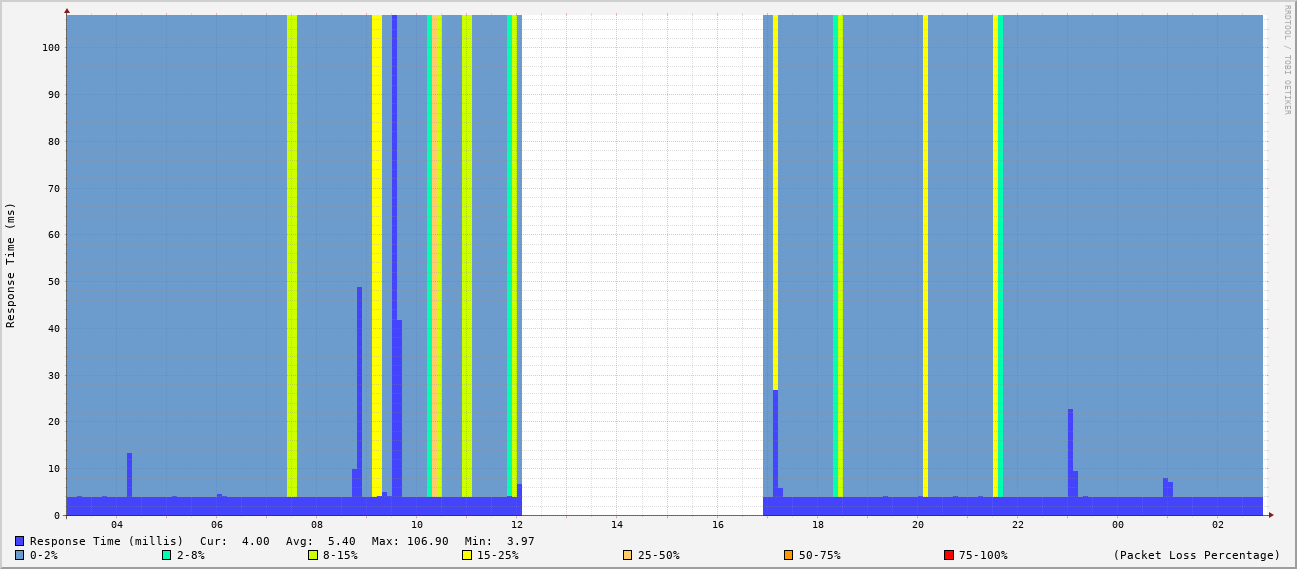 RRDTOOL / TOBI OETIKER
Response Time (ms)
100
90
80
70
60
50
40
30
20
10
0
04 06 08 10 12 14 16 18 20 22 00 02
Response Time (millis) Cur: 4.00 Avg: 5.40 Max: 106.90 Min: 3.97
0-2% 2-8% 8-15% 15-25% 25-50% 50-75% 75-100% (Packet Loss Percentage)